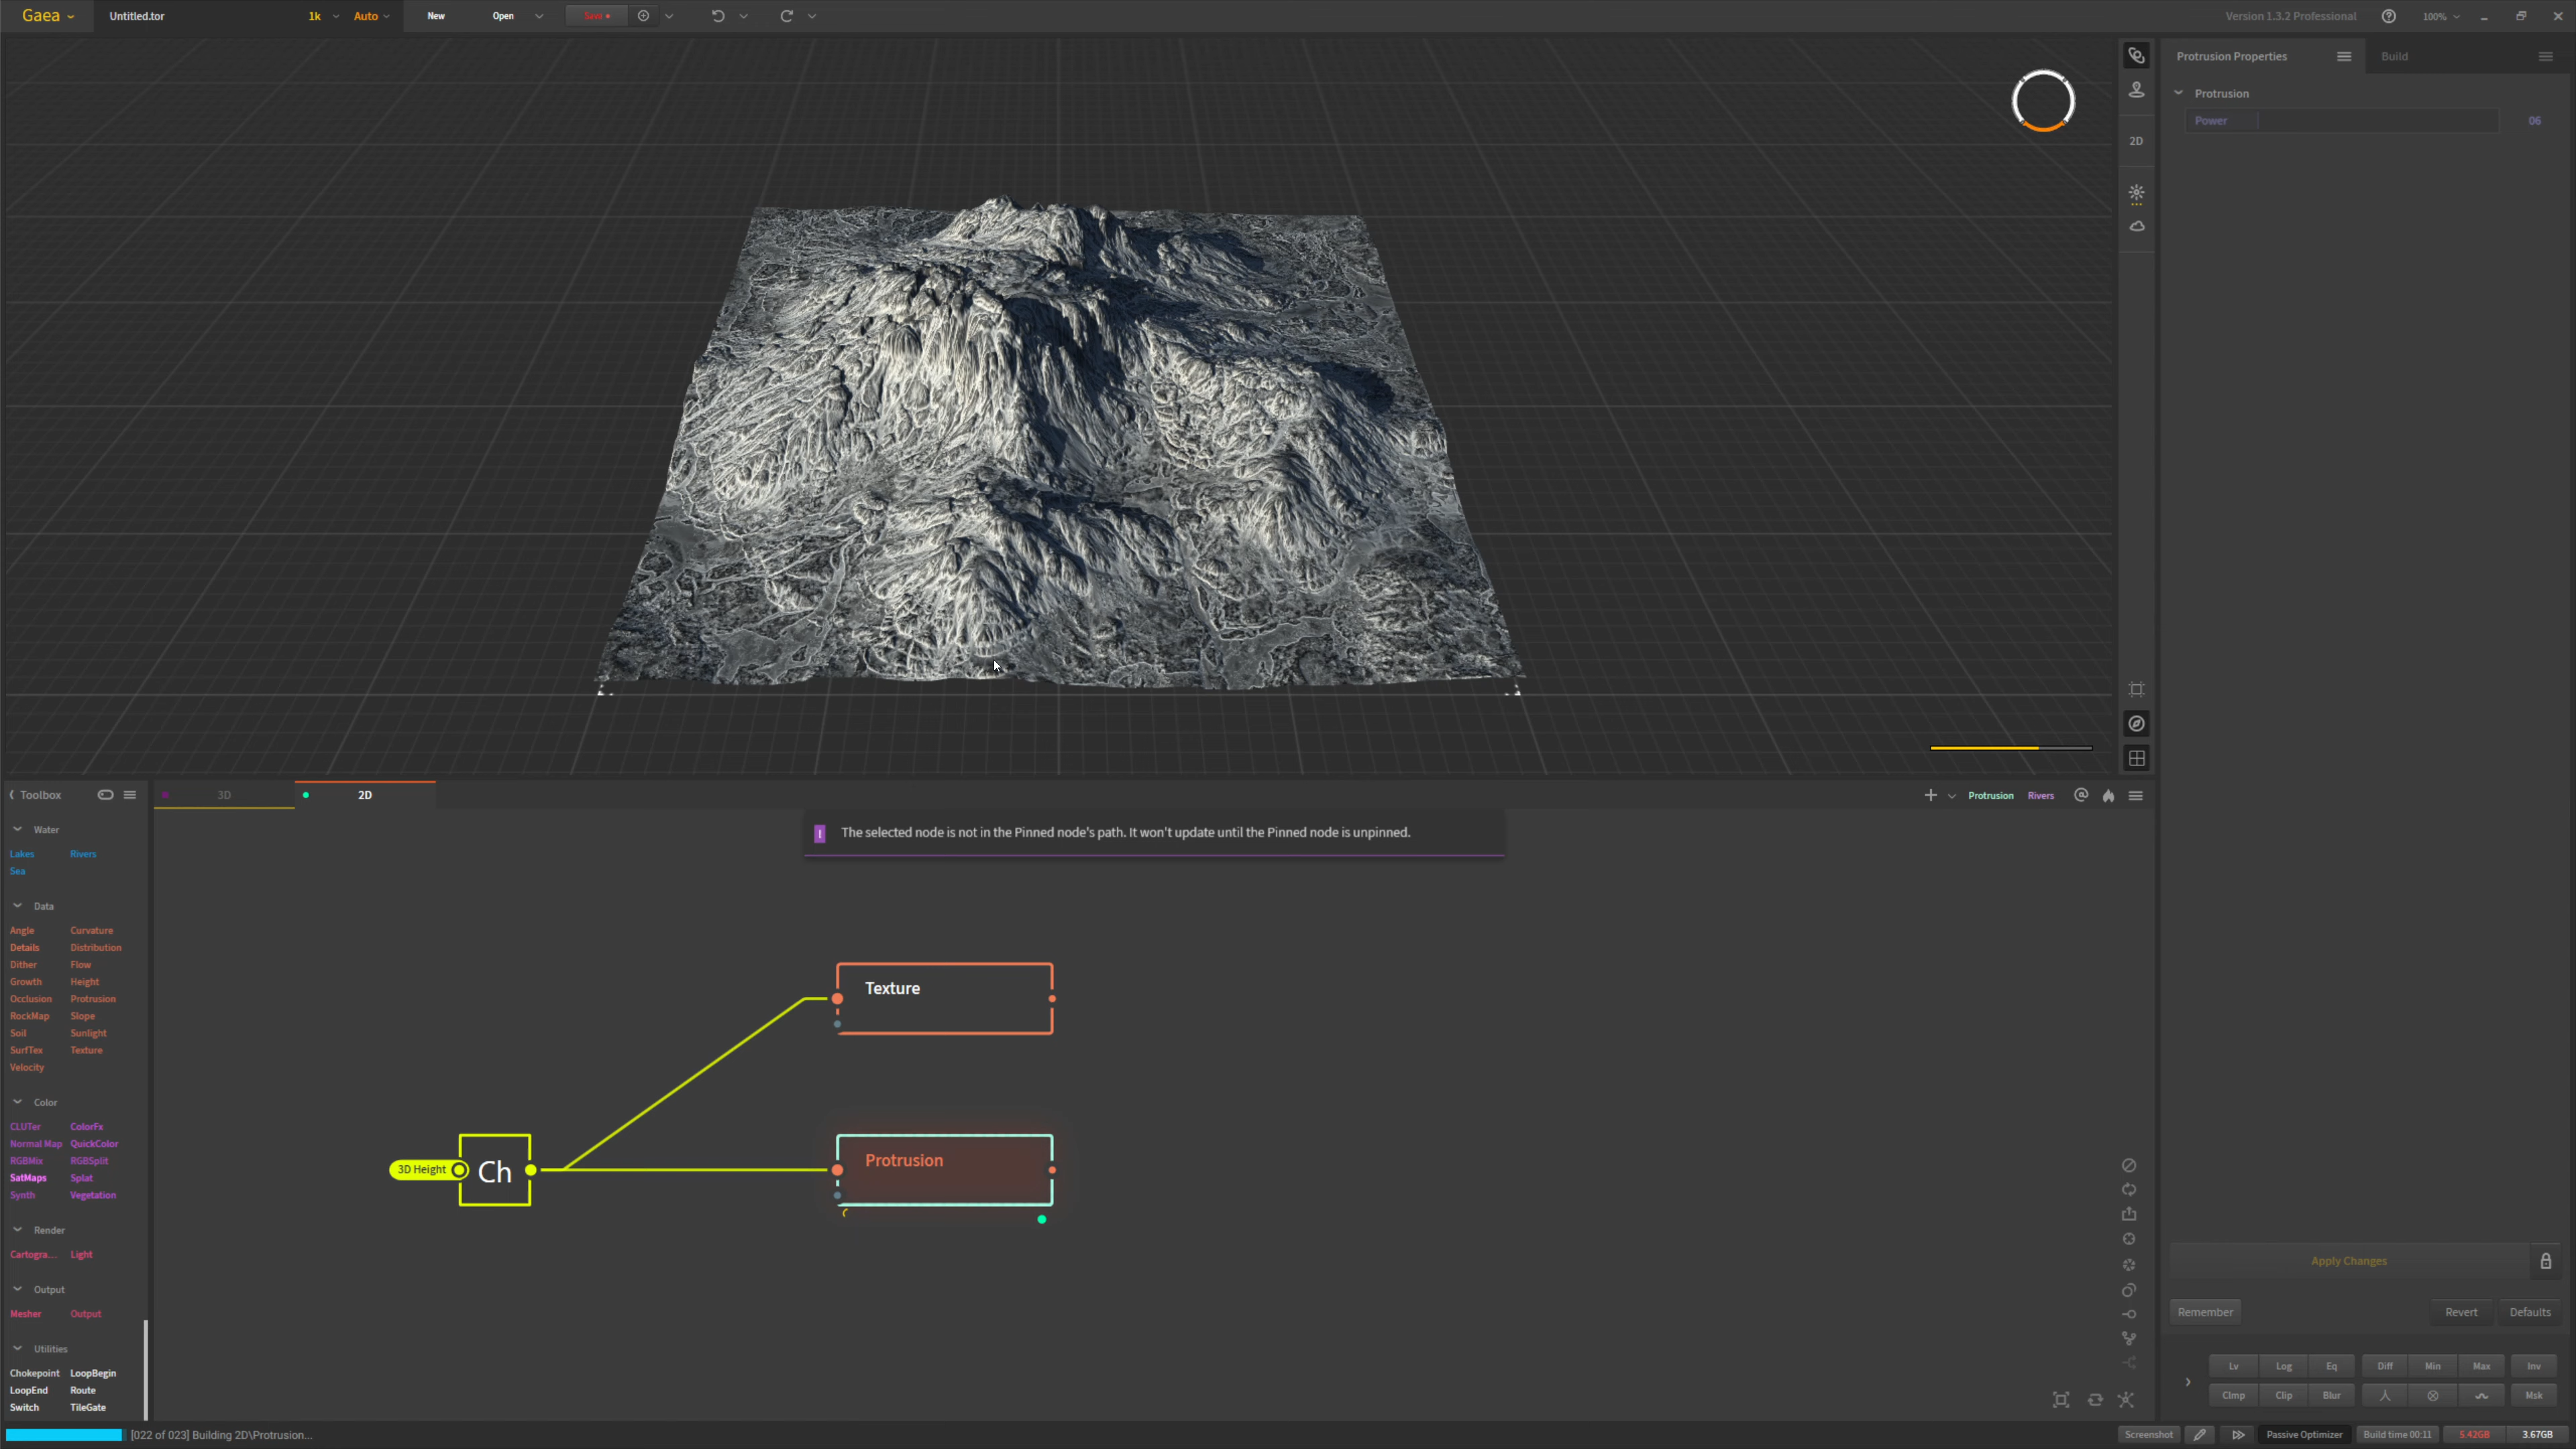 Gaea Untitled.tor 1k Auto New Open Save Version 1.3.2 Professional 100%
Protrusion Properties Build
Protrusion
Power 06
2D
Toolbox 3D 2D Protrusion Rivers
! The selected node is not in the Pinned node's path. It won't update until the Pinned node is unpinned.
Water
Lakes Rivers
Sea
Data
Angle Curvature
Details Distribution
Dither Flow
Growth Height
Occlusion Protrusion
RockMap Slope
Soil Sunlight
SurfTex Texture
Velocity
Color
CLUTer ColorFx
Normal Map QuickColor
RGBMix RGBSplit
SatMaps Splat
Synth Vegetation
Render
Cartogra... Light
Output
Mesher Output
Utilities
Chokepoint LoopBegin
LoopEnd Route
Switch TileGate
Texture
3D Height Ch
Protrusion
Apply Changes
Remember Revert Defaults
Lv Log Eq Diff Min Max Inv
Clmp Clip Blur Msk
[022 of 023] Building 2D\Protrusion...
Screenshot Passive Optimizer Build time 00:11 5.42GB 3.67GB